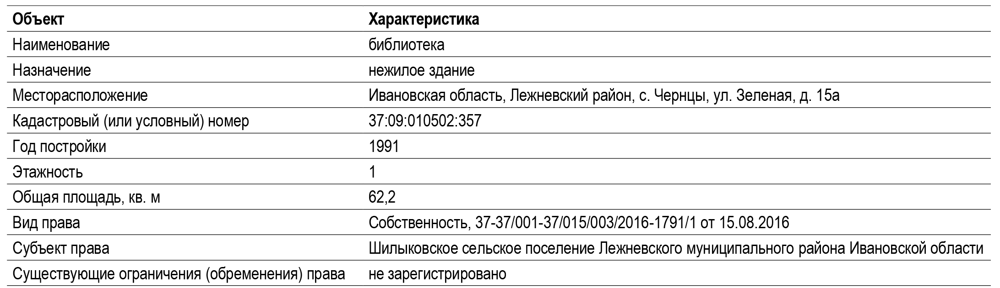 Объект Характеристика
Наименование библиотека
Назначение нежилое здание
Месторасположение Ивановская область, Лежневский район, с. Чернцы, ул. Зеленая, д. 15а
Кадастровый (или условный) номер 37:09:010502:357
Год постройки 1991
Этажность 1
Общая площадь, кв. м 62,2
Вид права Собственность, 37-37/001-37/015/003/2016-1791/1 от 15.08.2016
Субъект права Шилыковское сельское поселение Лежневского муниципального района Ивановской области
Существующие ограничения (обременения) права не зарегистрировано